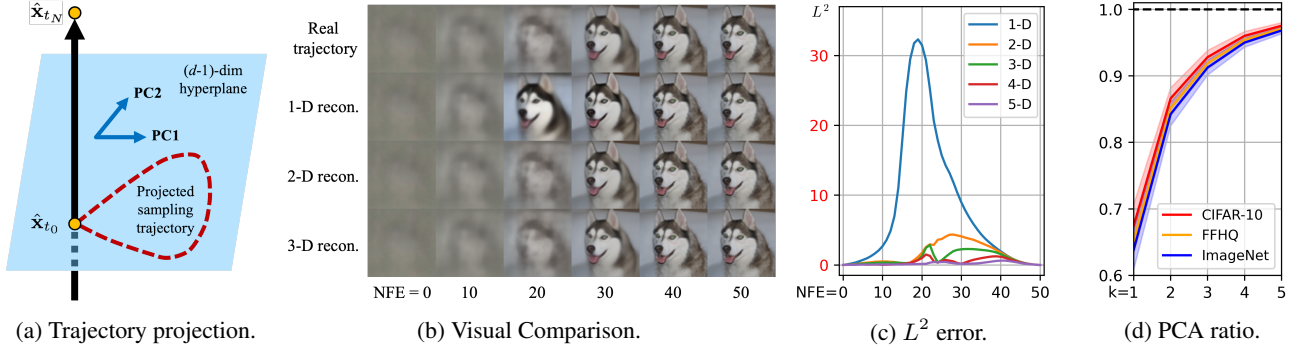 x̂_{t_N}
(d-1)-dim
hyperplane
PC2
PC1
Projected
sampling
trajectory
x̂_{t_0}
(a) Trajectory projection.
Real
trajectory
1-D recon.
2-D recon.
3-D recon.
NFE = 0 10 20 30 40 50
(b) Visual Comparison.
L²
30
20
10
0
1-D
2-D
3-D
4-D
5-D
NFE=0 10 20 30 40 50
(c) L² error.
1.0
0.9
0.8
0.7
0.6
CIFAR-10
FFHQ
ImageNet
k=1 2 3 4 5
(d) PCA ratio.